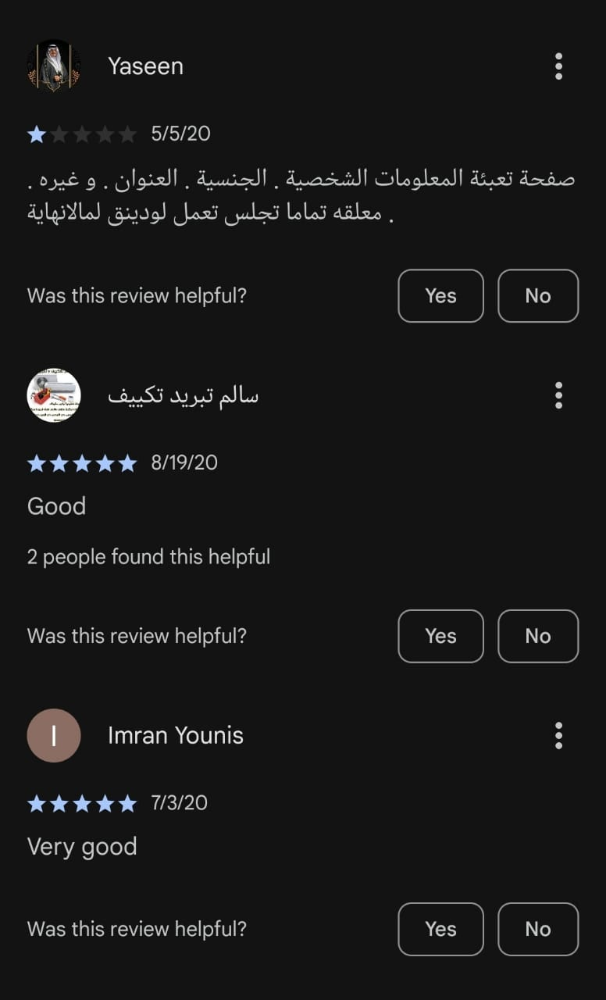 Yaseen
5/5/20
صفحة تعبئة المعلومات الشخصية . الجنسية . العنوان . و غيره .
معلقه تماما تجلس تعمل لودينق لمالانهاية .
Was this review helpful?
Yes
No
سالم تبريد تكييف
8/19/20
Good
2 people found this helpful
Was this review helpful?
Yes
No
I
Imran Younis
7/3/20
Very good
Was this review helpful?
Yes
No